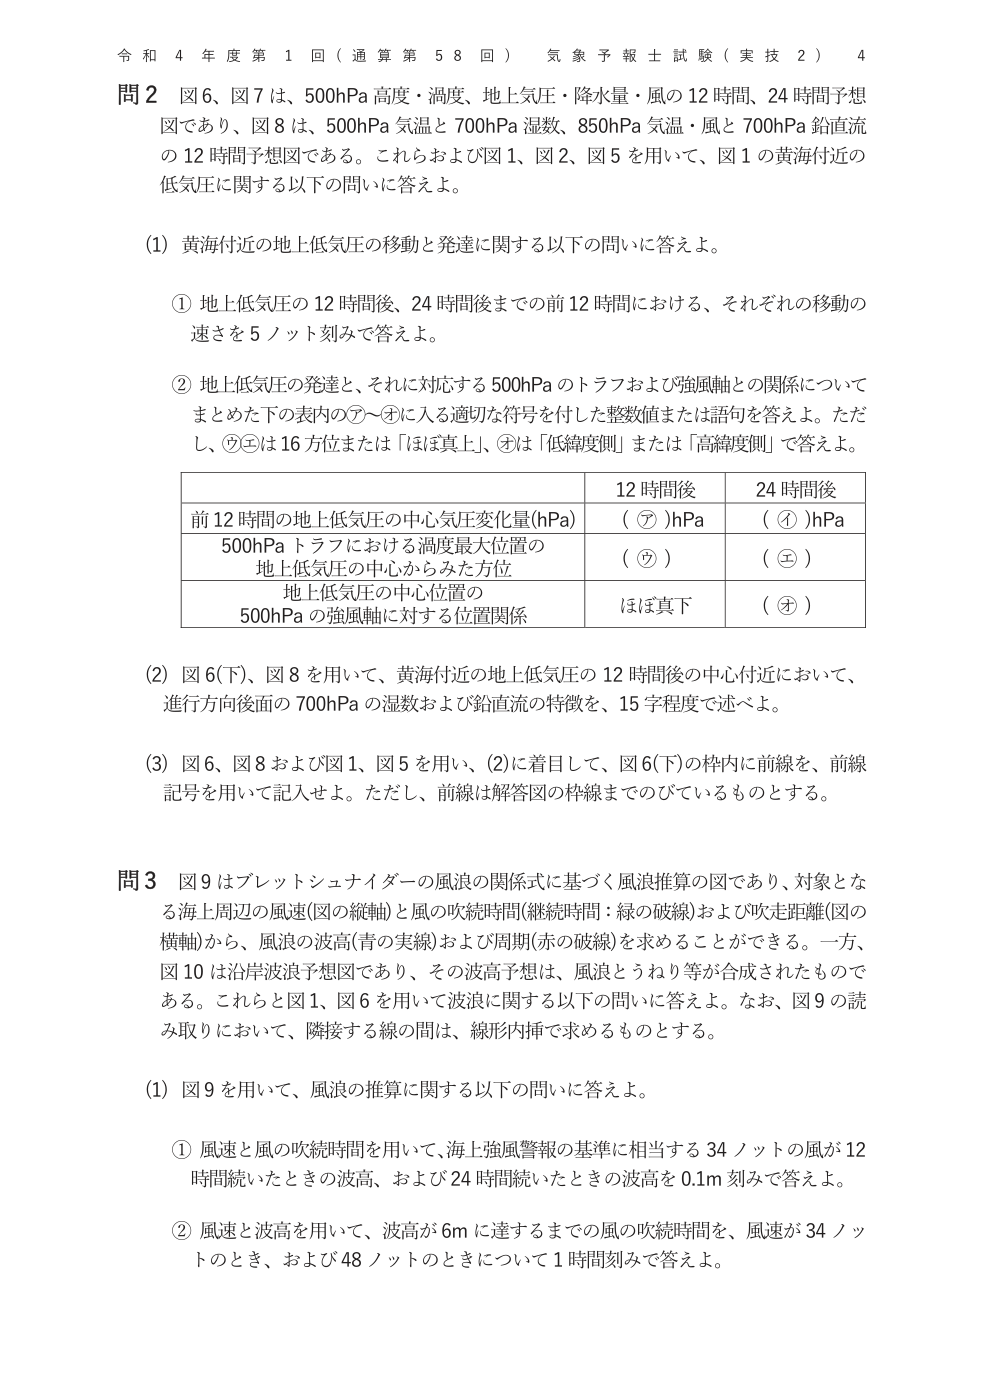 令和4年度第1回(通算第58回) 気象予報士試験(実技2) 4
問2 図6、図7は、500hPa 高度・渦度、地上気圧・降水量・風の12時間、24時間予想
図であり、図8は、500hPa 気温と700hPa 湿数、850hPa 気温・風と700hPa 鉛直流
の12時間予想図である。これらおよび図1、図2、図5を用いて、図1の黄海付近の
低気圧に関する以下の問いに答えよ。
(1) 黄海付近の地上低気圧の移動と発達に関する以下の問いに答えよ。
① 地上低気圧の12時間後、24時間後までの前12時間における、それぞれの移動の
速さを5ノット刻みで答えよ。
② 地上低気圧の発達と、それに対応する500hPaのトラフおよび強風軸との関係について
まとめた下の表内の㋐〜㋔に入る適切な符号を付した整数値または語句を答えよ。ただ
し、㋒㋓は16方位または「ほぼ真上」、㋔は「低緯度側」または「高緯度側」で答えよ。
12時間後 24時間後
前12時間の地上低気圧の中心気圧変化量(hPa) ( ㋐ )hPa ( ㋑ )hPa
500hPaトラフにおける渦度最大位置の
地上低気圧の中心からみた方位 ( ㋒ ) ( ㋓ )
地上低気圧の中心位置の
500hPaの強風軸に対する位置関係 ほぼ真下 ( ㋔ )
(2) 図6(下)、図8を用いて、黄海付近の地上低気圧の12時間後の中心付近において、
進行方向後面の700hPaの湿数および鉛直流の特徴を、15字程度で述べよ。
(3) 図6、図8および図1、図5を用い、(2)に着目して、図6(下)の枠内に前線を、前線
記号を用いて記入せよ。ただし、前線は解答図の枠線までのびているものとする。
問3 図9はブレットシュナイダーの風浪の関係式に基づく風浪推算の図であり、対象とな
る海上周辺の風速(図の縦軸)と風の吹続時間(継続時間：緑の破線)および吹走距離(図の
横軸)から、風浪の波高(青の実線)および周期(赤の破線)を求めることができる。一方、
図10は沿岸波浪予想図であり、その波高予想は、風浪とうねり等が合成されたもので
ある。これらと図1、図6を用いて波浪に関する以下の問いに答えよ。なお、図9の読
み取りにおいて、隣接する線の間は、線形内挿で求めるものとする。
(1) 図9を用いて、風浪の推算に関する以下の問いに答えよ。
① 風速と風の吹続時間を用いて、海上強風警報の基準に相当する34ノットの風が12
時間続いたときの波高、および24時間続いたときの波高を0.1m刻みで答えよ。
② 風速と波高を用いて、波高が6mに達するまでの風の吹続時間を、風速が34ノッ
トのとき、および48ノットのときについて1時間刻みで答えよ。